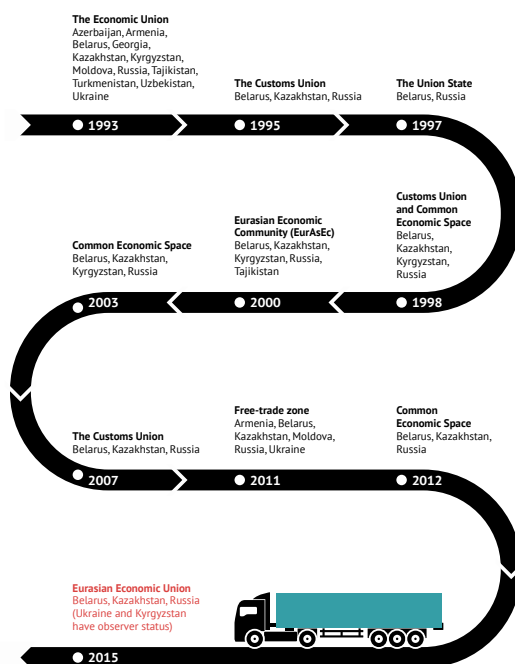 The Economic Union
Azerbaijan, Armenia,
Belarus, Georgia,
Kazakhstan, Kyrgyzstan,
Moldova, Russia, Tajikistan,
Turkmenistan, Uzbekistan,
Ukraine
1993
The Customs Union
Belarus, Kazakhstan, Russia
1995
The Union State
Belarus, Russia
1997
Customs Union
and Common
Economic Space
Belarus,
Kazakhstan,
Kyrgyzstan,
Russia
1998
Eurasian Economic
Community (EurAsEc)
Belarus, Kazakhstan,
Kyrgyzstan, Russia,
Tajikistan
2000
Common Economic Space
Belarus, Kazakhstan,
Kyrgyzstan, Russia
2003
The Customs Union
Belarus, Kazakhstan, Russia
2007
Free-trade zone
Armenia, Belarus,
Kazakhstan, Moldova,
Russia, Ukraine
2011
Common
Economic Space
Belarus, Kazakhstan,
Russia
2012
Eurasian Economic Union
Belarus, Kazakhstan, Russia
(Ukraine and Kyrgyzstan
have observer status)
2015